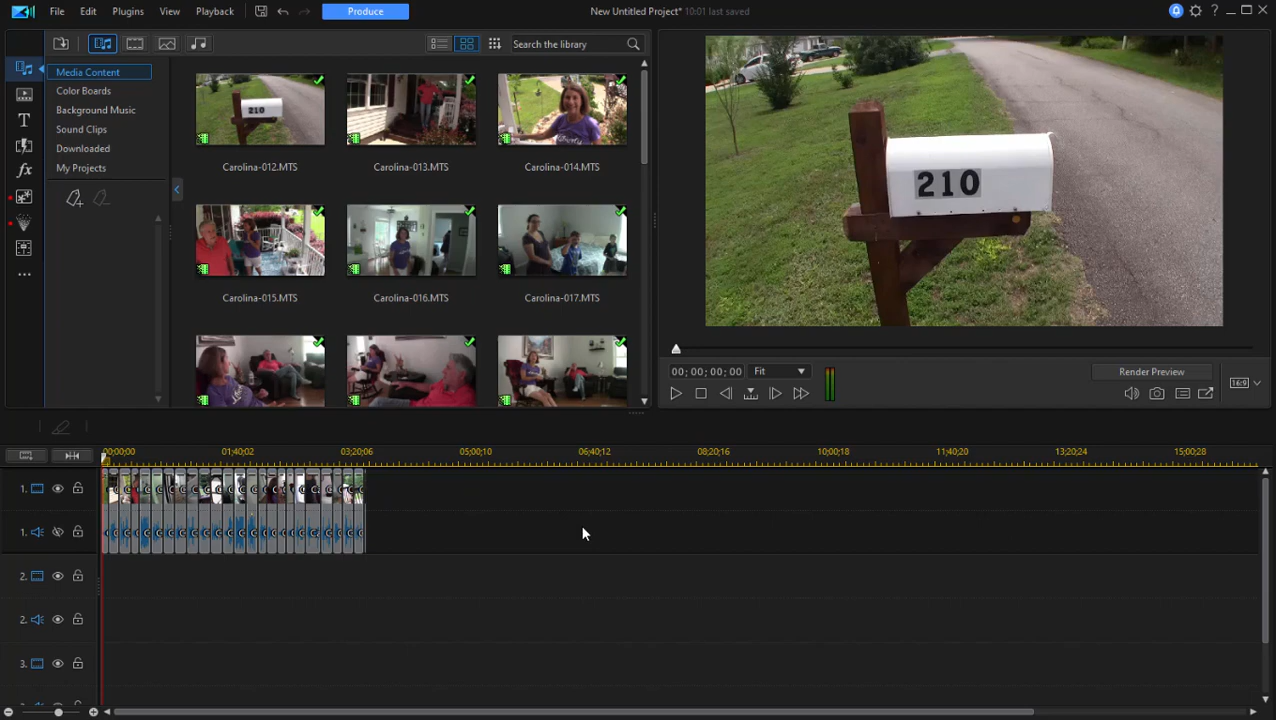 File Edit Plugins View Playback Produce New Untitled Project* 10:01 last saved
Search the library
Media Content
Color Boards
Background Music
Sound Clips
Downloaded
My Projects
210
Carolina-012.MTS Carolina-013.MTS Carolina-014.MTS
Carolina-015.MTS Carolina-016.MTS Carolina-017.MTS
210
00;00;00;00 Fit Render Preview
16:9
00;00;00 01;40;02 03;20;06 05;00;10 06;40;12 08;20;16 10;00;18 11;40;20 13;20;24 15;00;28
1.
1.
2.
2.
3.